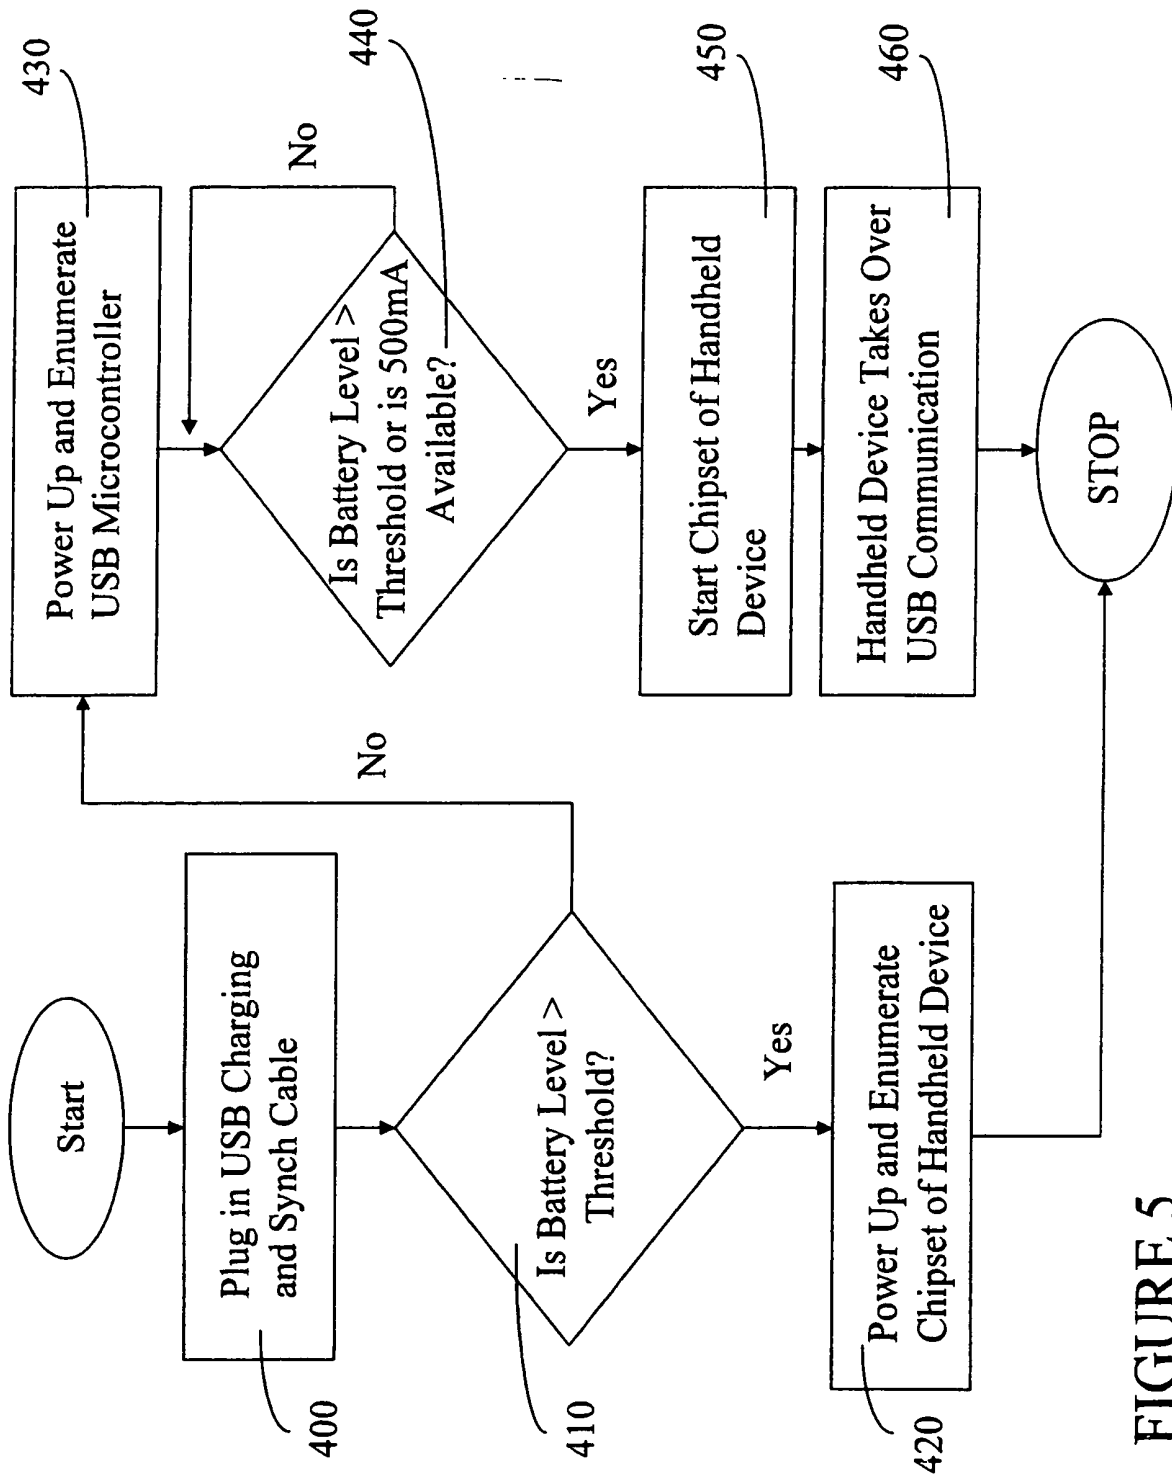 Start
Plug in USB Charging
and Synch Cable
400
Is Battery Level >
Threshold?
410
No
Yes
Power Up and Enumerate
Chipset of Handheld Device
420
Power Up and Enumerate
USB Microcontroller
430
Is Battery Level >
Threshold or is 500mA
Available?
440
No
Yes
Start Chipset of Handheld
Device
450
Handheld Device Takes Over
USB Communication
460
STOP
FIGURE 5